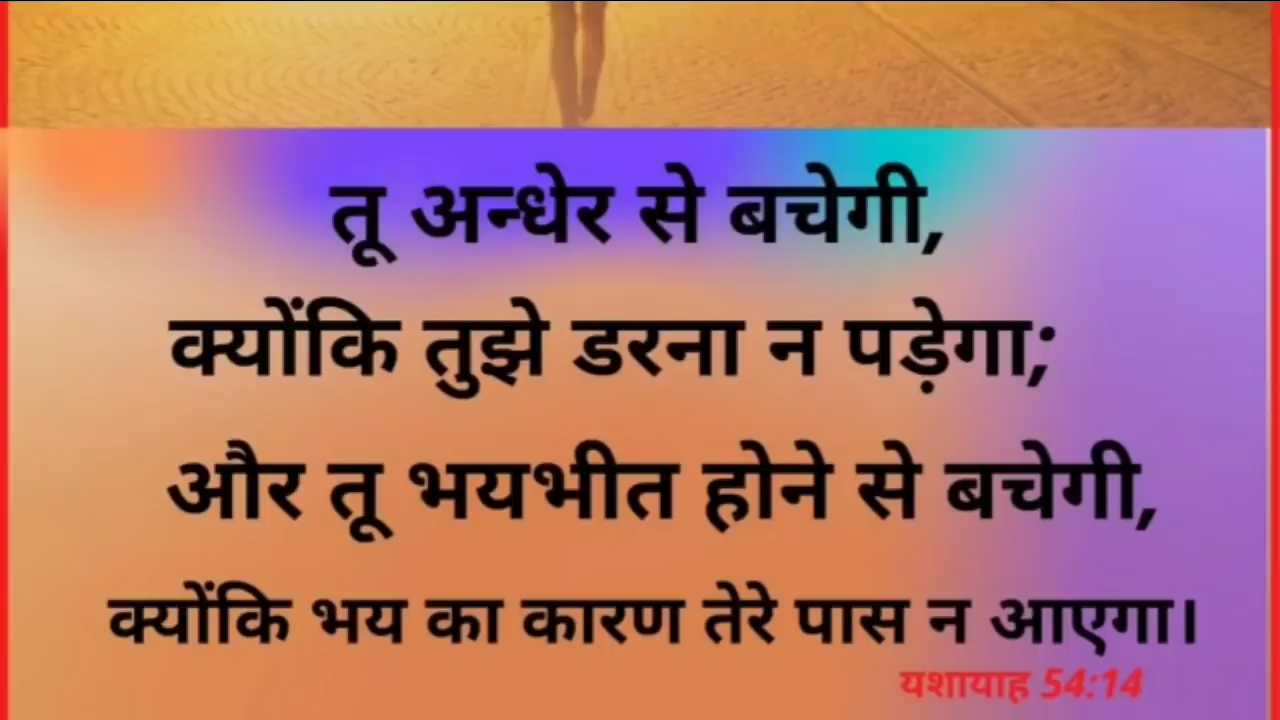 तू अन्धेर से बचेगी,
क्योंकि तुझे डरना न पड़ेगा;
और तू भयभीत होने से बचेगी,
क्योंकि भय का कारण तेरे पास न आएगा।
यशायाह 54:14